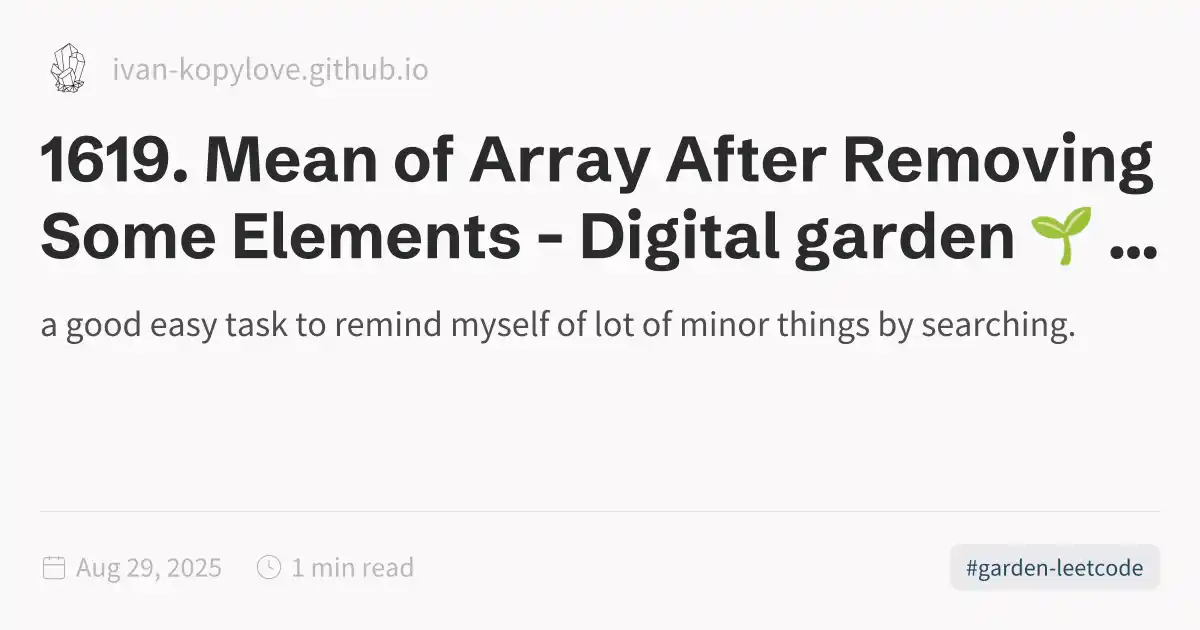 ivan-kopylove.github.io
1619. Mean of Array After Removing
Some Elements - Digital garden 🌱 ...
a good easy task to remind myself of lot of minor things by searching.
Aug 29, 2025
1 min read
#garden-leetcode